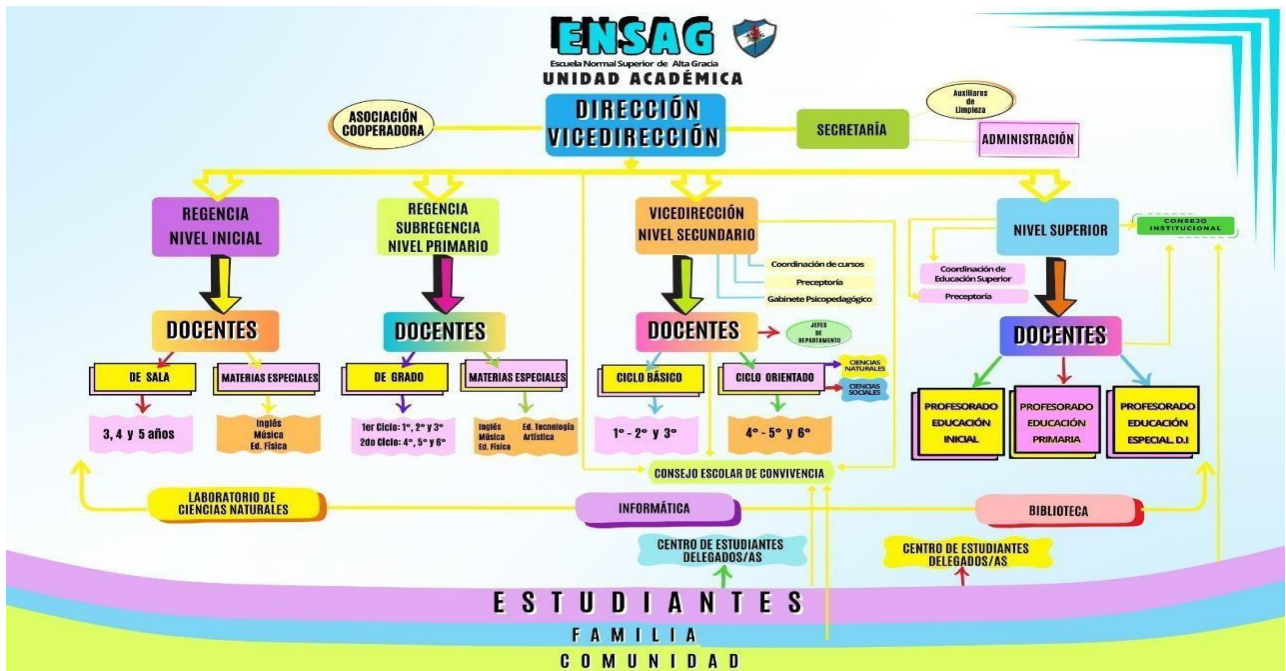 ENSAG
Escuela Normal Superior de Alta Gracia
UNIDAD ACADÉMICA
ASOCIACIÓN
COOPERADORA
DIRECCIÓN
VICEDIRECCIÓN
SECRETARÍA
Auxiliares
de
Limpieza
ADMINISTRACIÓN
REGENCIA
NIVEL INICIAL
REGENCIA
SUBREGENCIA
NIVEL PRIMARIO
VICEDIRECCIÓN
NIVEL SECUNDARIO
NIVEL SUPERIOR
CONSEJO
INSTITUCIONAL
Coordinación de cursos
Preceptoría
Gabinete Psicopedagógico
Coordinación de
Educación Superior
Preceptoría
DOCENTES
DOCENTES
DOCENTES
JEFES
DE
DEPARTAMENTO
DOCENTES
DE SALA
MATERIAS ESPECIALES
DE GRADO
MATERIAS ESPECIALES
CICLO BÁSICO
CICLO ORIENTADO
CIENCIAS
NATURALES
CIENCIAS
SOCIALES
3, 4 y 5 años
Inglés
Música
Ed. Física
1er Ciclo: 1°, 2° y 3°
2do Ciclo: 4°, 5° y 6°
Inglés
Música
Ed. Física
Ed. Tecnología
Artística
1° - 2° y 3°
4° - 5° y 6°
PROFESORADO
EDUCACIÓN
INICIAL
PROFESORADO
EDUCACIÓN
PRIMARIA
PROFESORADO
EDUCACIÓN
ESPECIAL. D.I
CONSEJO ESCOLAR DE CONVIVENCIA
LABORATORIO DE
CIENCIAS NATURALES
INFORMÁTICA
BIBLIOTECA
CENTRO DE ESTUDIANTES
DELEGADOS/AS
CENTRO DE ESTUDIANTES
DELEGADOS/AS
ESTUDIANTES
FAMILIA
COMUNIDAD